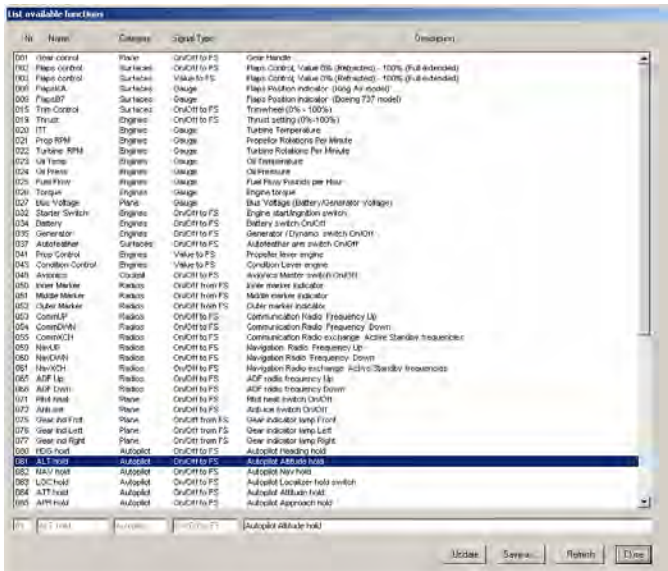 List available functions
Nr. Name Category Signal Type Description
001 Gear control Plane On/Off to FS Gear Handle
002 Flaps control Surfaces On/Off to FS Flaps Control, Value 0% (Retracted) - 100% (Full extended)
003 Flaps control Surfaces Value to FS Flaps Control, Value 0% (Retracted) - 100% (Full extended)
Surfaces Gauge Flaps Position indicator (King Air model)
Surfaces Gauge Flaps Position indicator (Boeing 737 model)
015 Trim Control Surfaces On/Off to FS Trimwheel (0% - 100%)
019 Thrust Engines On/Off to FS Thrust setting (0%-100%)
020 ITT Engines Gauge Turbine Temperature
021 Prop RPM Engines Gauge Propellor Rotations Per Minute
022 Turbine RPM Engines Gauge Turbine Rotations Per Minute
023 Oil Temp Engines Gauge Oil Temperature
024 Oil Press Engines Gauge Oil Pressure
025 Fuel Flow Engines Gauge Fuel Flow Pounds per Hour
026 Torque Engines Gauge Engine torque
027 Bus Voltage Plane Gauge Bus Voltage (Battery/Generator voltage)
032 Starter Switch Engines On/Off to FS Engine start/ingnition switch
034 Battery Engines On/Off to FS Battery switch On/Off
035 Generator Engines On/Off to FS Generator / Dynamo switch On/Off
037 Autofeather Surfaces On/Off to FS Autofeather arm switch On/Off
041 Prop Control Engines Value to FS Propeller lever engine
043 Condition Control Engines Value to FS Condition Lever engine
Avionics Cockpit On/Off to FS Avionics Master switch On/Off
050 Inner Marker Radios On/Off from FS Inner marker indicator
051 Middle Marker Radios On/Off from FS Middle marker indicator
052 Outer Marker Radios On/Off from FS Outer marker indicator
053 CommUP Radios On/Off to FS Communication Radio Frequency Up
054 CommDWN Radios On/Off to FS Communication Radio Frequency Down
055 CommXCH Radios On/Off to FS Communication Radio exchange Active Standby frequencies
059 NavUP Radios On/Off to FS Navigation Radio Frequency Up
060 NavDWN Radios On/Off to FS Navigation Radio Frequency Down
061 NavXCH Radios On/Off to FS Navigation Radio exchange Active Standby frequencies
065 ADF Up Radios On/Off to FS ADF radio frequency Up
066 ADF Dwn Radios On/Off to FS ADF radio frequency Down
071 Pitot heat Plane On/Off to FS Pitot heat switch On/Off
072 Anti-ice Plane On/Off to FS Anti-ice switch On/Off
075 Gear ind Frnt Plane On/Off from FS Gear indicator lamp Front
076 Gear ind Left Plane On/Off from FS Gear indicator lamp Left
077 Gear ind Right Plane On/Off from FS Gear indicator lamp Right
080 HDG hold Autopilot On/Off to FS Autopilot Heading hold
081 ALT hold Autopilot On/Off to FS Autopilot Altitude hold
082 NAV hold Autopilot On/Off to FS Autopilot Nav hold
083 LOC hold Autopilot On/Off to FS Autopilot Localizer hold switch
084 ATT hold Autopilot On/Off to FS Autopilot Attitude hold
085 APR hold Autopilot On/Off to FS Autopilot Approach hold
81 ALT hold Autopilot On/Off to FS Autopilot Altitude hold
Update Save as... Refresh Close